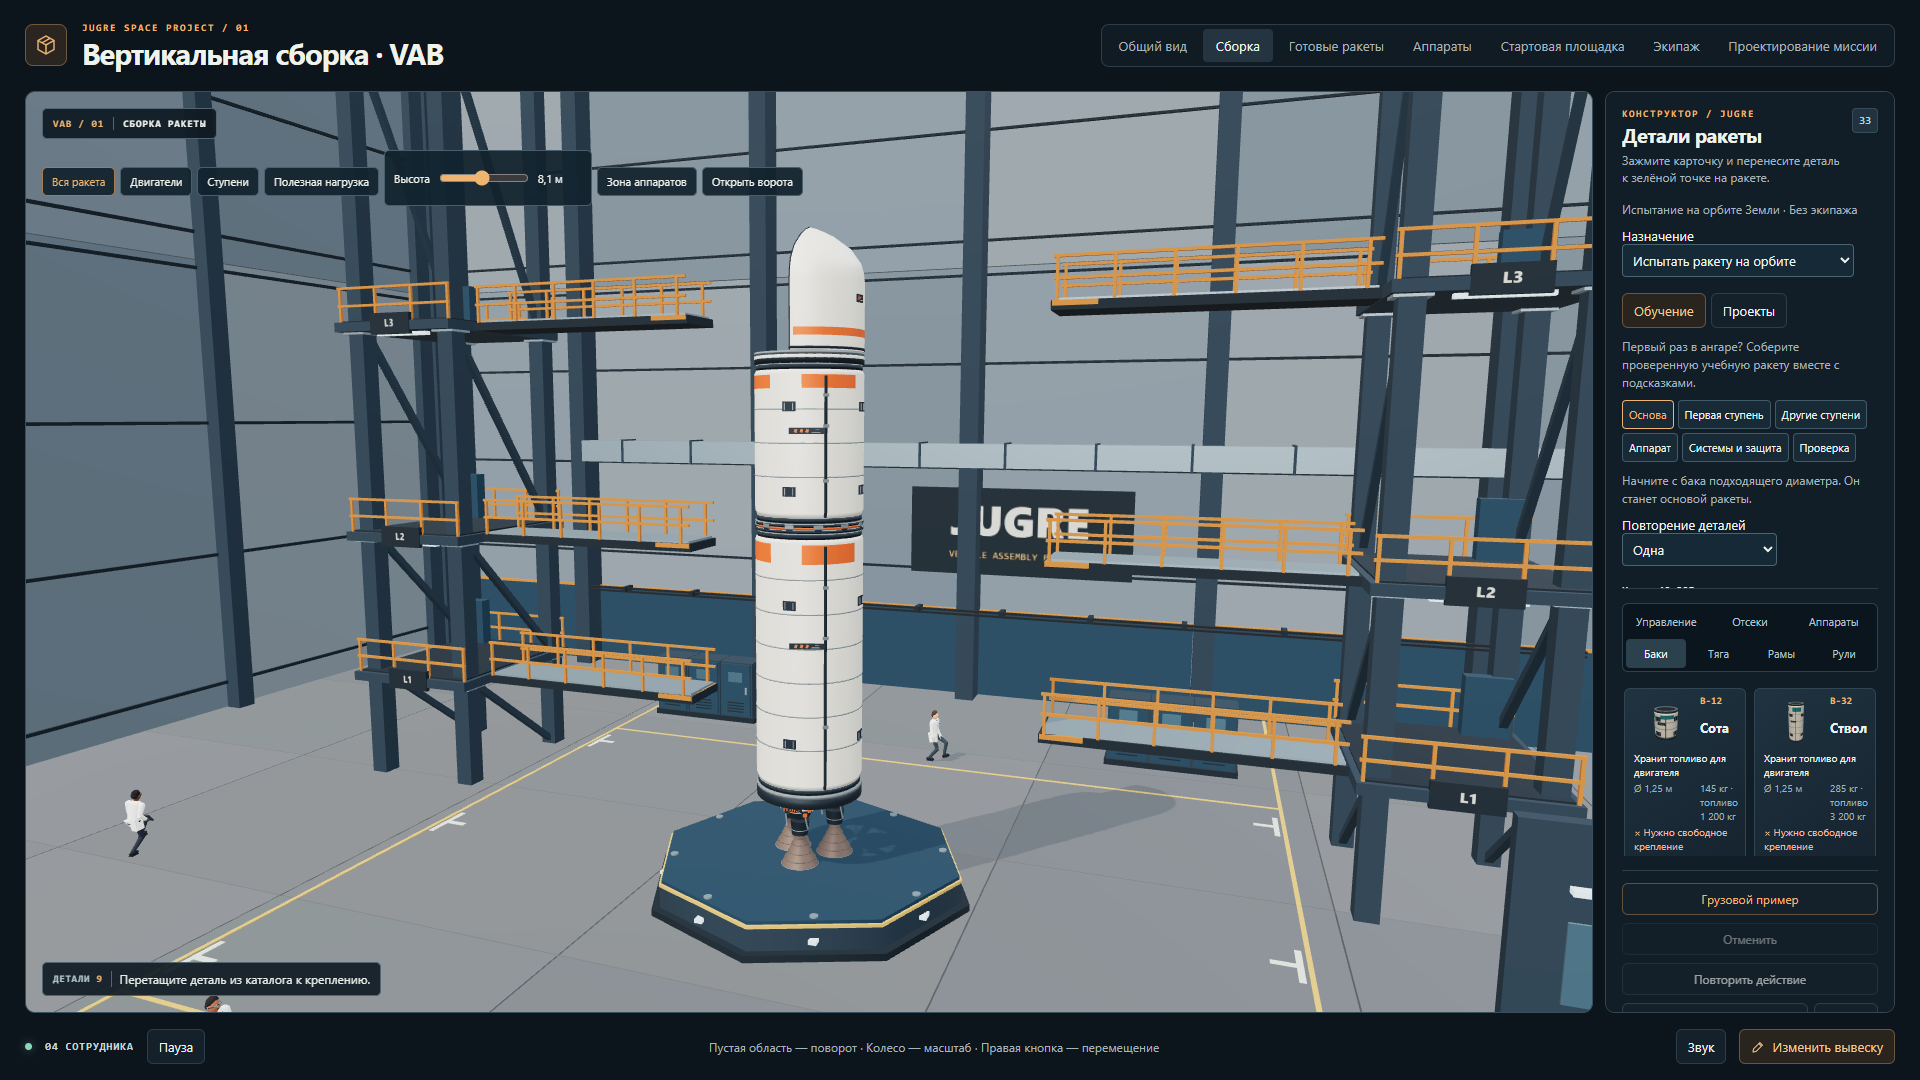 JUGRE SPACE PROJECT / 01
Вертикальная сборка · VAB
Общий вид
Сборка
Готовые ракеты
Аппараты
Стартовая площадка
Экипаж
Проектирование миссии
VAB / 01
СБОРКА РАКЕТЫ
Вся ракета
Двигатели
Ступени
Полезная нагрузка
Высота
8,1 м
Зона аппаратов
Открыть ворота
L3
L2
L1
L3
L2
L1
JUGRE
ASSEMBLY
ДЕТАЛИ 9
Перетащите деталь из каталога к креплению.
КОНСТРУКТОР / JUGRE
33
Детали ракеты
Зажмите карточку и перенесите деталь
к зелёной точке на ракете.
Испытание на орбите Земли · Без экипажа
Назначение
Испытать ракету на орбите
Обучение
Проекты
Первый раз в ангаре? Соберите
проверенную учебную ракету вместе с
подсказками.
Основа
Первая ступень
Другие ступени
Аппарат
Системы и защита
Проверка
Начните с бака подходящего диаметра. Он
станет основой ракеты.
Повторение деталей
Одна
Управление
Отсеки
Аппараты
Баки
Тяга
Рамы
Рули
B-12
Сота
Хранит топливо для
двигателя
Ø 1,25 м
145 кг ·
топливо
1 200 кг
× Нужно свободное
крепление
B-32
Ствол
Хранит топливо для
двигателя
Ø 1,25 м
285 кг ·
топливо
3 200 кг
× Нужно свободное
крепление
Грузовой пример
Отменить
Повторить действие
04 СОТРУДНИКА
Пауза
Пустая область — поворот · Колесо — масштаб · Правая кнопка — перемещение
Звук
Изменить вывеску